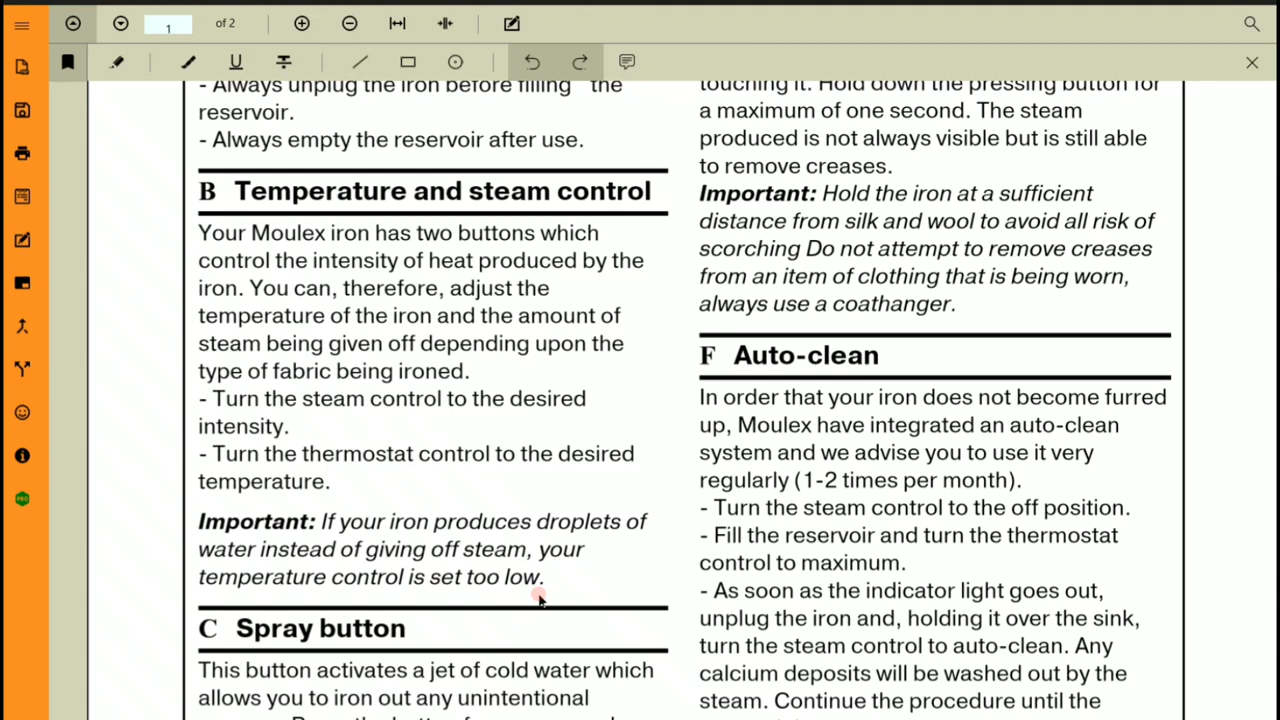 1
of 2
- Always unplug the iron before filling the
reservoir.
- Always empty the reservoir after use.
B Temperature and steam control
Your Moulex iron has two buttons which
control the intensity of heat produced by the
iron. You can, therefore, adjust the
temperature of the iron and the amount of
steam being given off depending upon the
type of fabric being ironed.
- Turn the steam control to the desired
intensity.
- Turn the thermostat control to the desired
temperature.
Important: If your iron produces droplets of
water instead of giving off steam, your
temperature control is set too low.
C Spray button
This button activates a jet of cold water which
allows you to iron out any unintentional
touching it. Hold down the pressing button for
a maximum of one second. The steam
produced is not always visible but is still able
to remove creases.
Important: Hold the iron at a sufficient
distance from silk and wool to avoid all risk of
scorching Do not attempt to remove creases
from an item of clothing that is being worn,
always use a coathanger.
F Auto-clean
In order that your iron does not become furred
up, Moulex have integrated an auto-clean
system and we advise you to use it very
regularly (1-2 times per month).
- Turn the steam control to the off position.
- Fill the reservoir and turn the thermostat
control to maximum.
- As soon as the indicator light goes out,
unplug the iron and, holding it over the sink,
turn the steam control to auto-clean. Any
calcium deposits will be washed out by the
steam. Continue the procedure until the